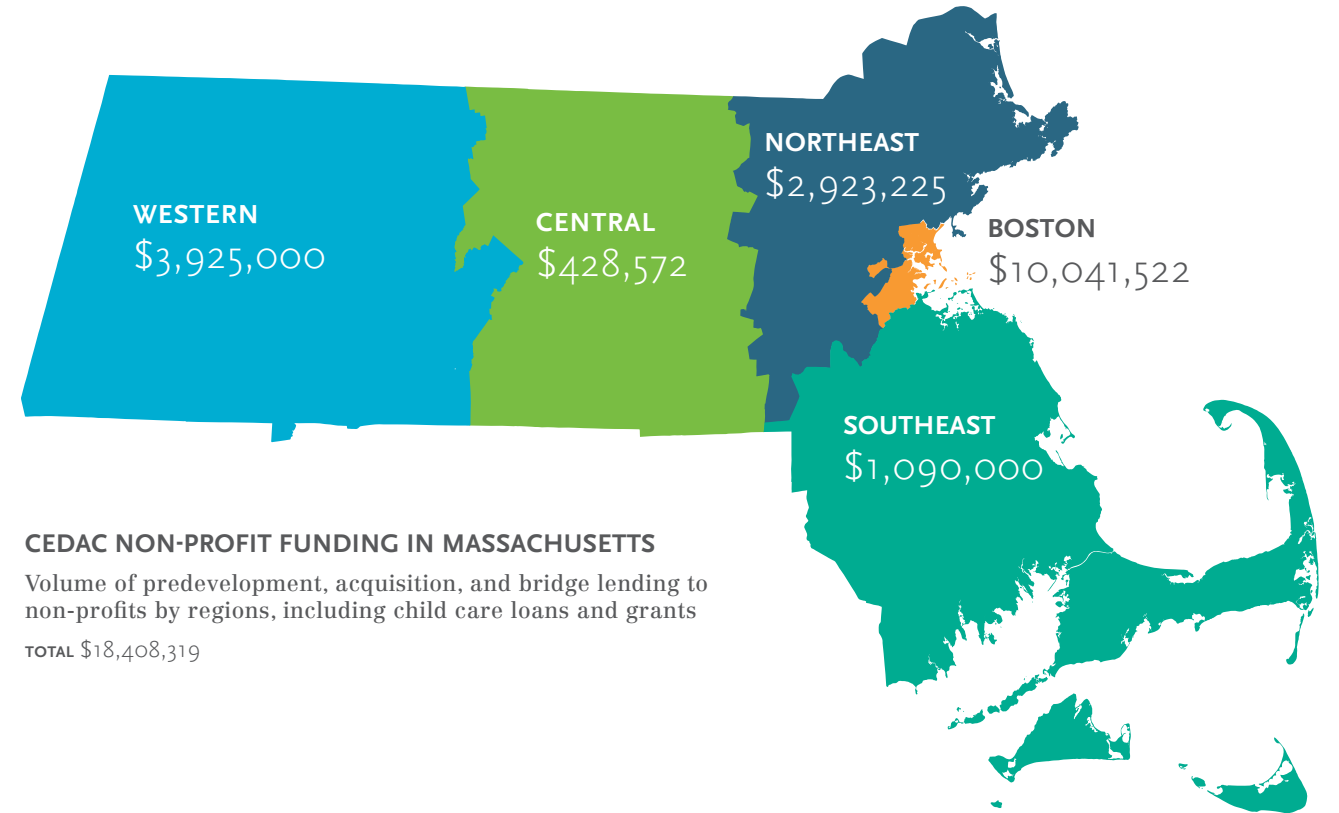 NORTHEAST
$2,923,225
WESTERN
$3,925,000
CENTRAL
$428,572
BOSTON
$10,041,522
SOUTHEAST
$1,090,000
CEDAC NON-PROFIT FUNDING IN MASSACHUSETTS
Volume of predevelopment, acquisition, and bridge lending to
non-profits by regions, including child care loans and grants
TOTAL $18,408,319